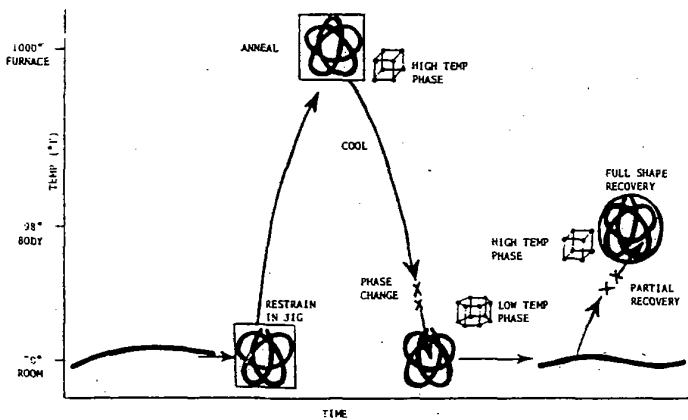 1000°
FURNACE
ANNEAL
HIGH TEMP
PHASE
COOL
TEMP (°F)
FULL SHAPE
RECOVERY
98°
BODY
HIGH TEMP
PHASE
PHASE
CHANGE
LOW TEMP
PHASE
PARTIAL
RECOVERY
RESTRAIN
IN JIG
ROOM
TIME